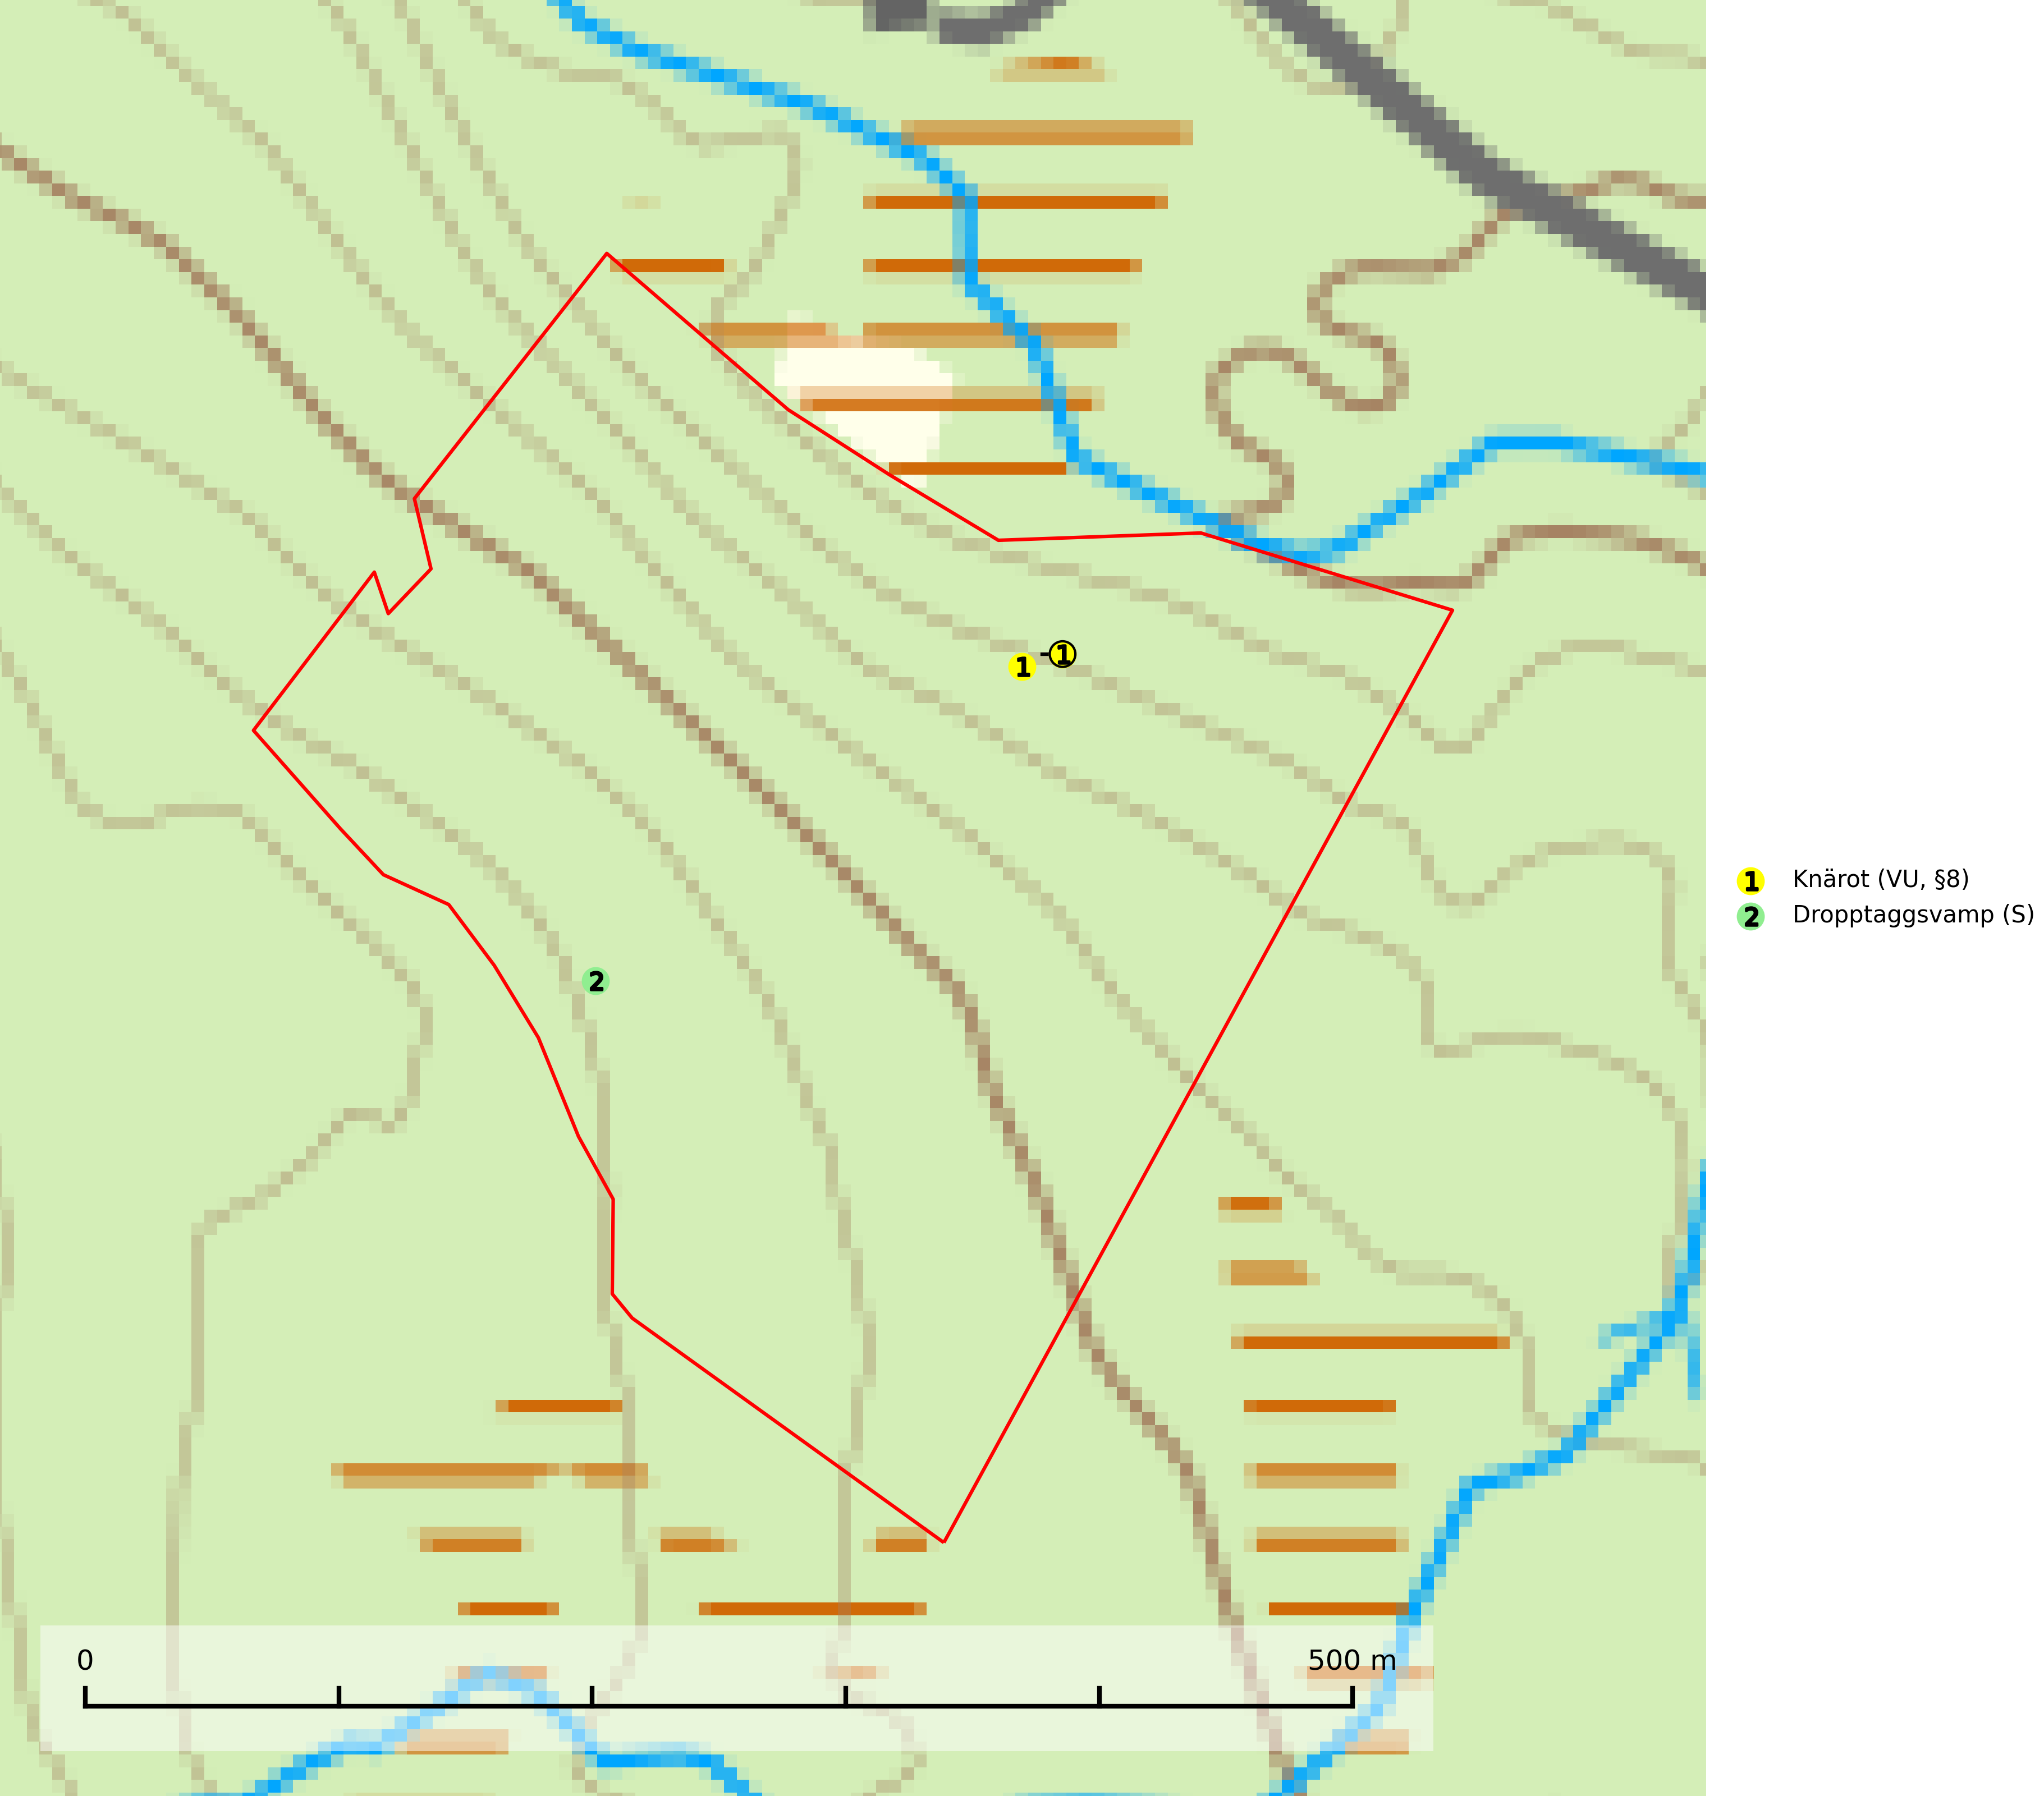 1 1
1 Knärot (VU, §8)
2 Dropptaggsvamp (S)
2
0 500 m